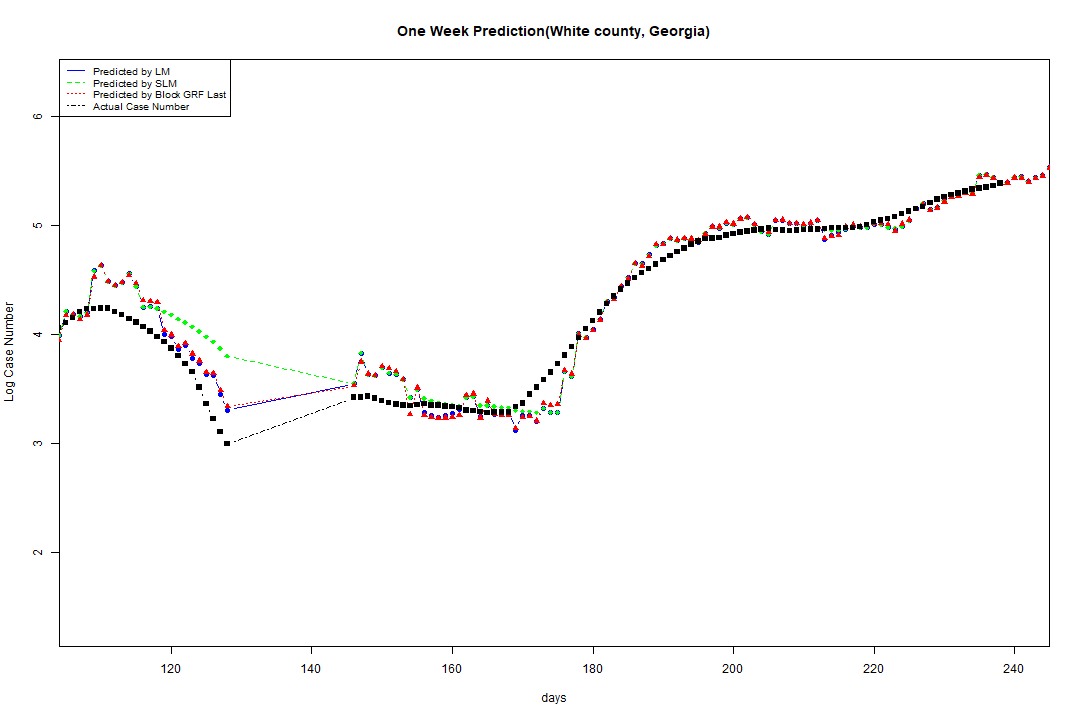 One Week Prediction(White county, Georgia)
Predicted by LM
Predicted by SLM
Predicted by Block GRF Last
Actual Case Number
6
5
4
3
2
Log Case Number
120 140 160 180 200 220 240
days